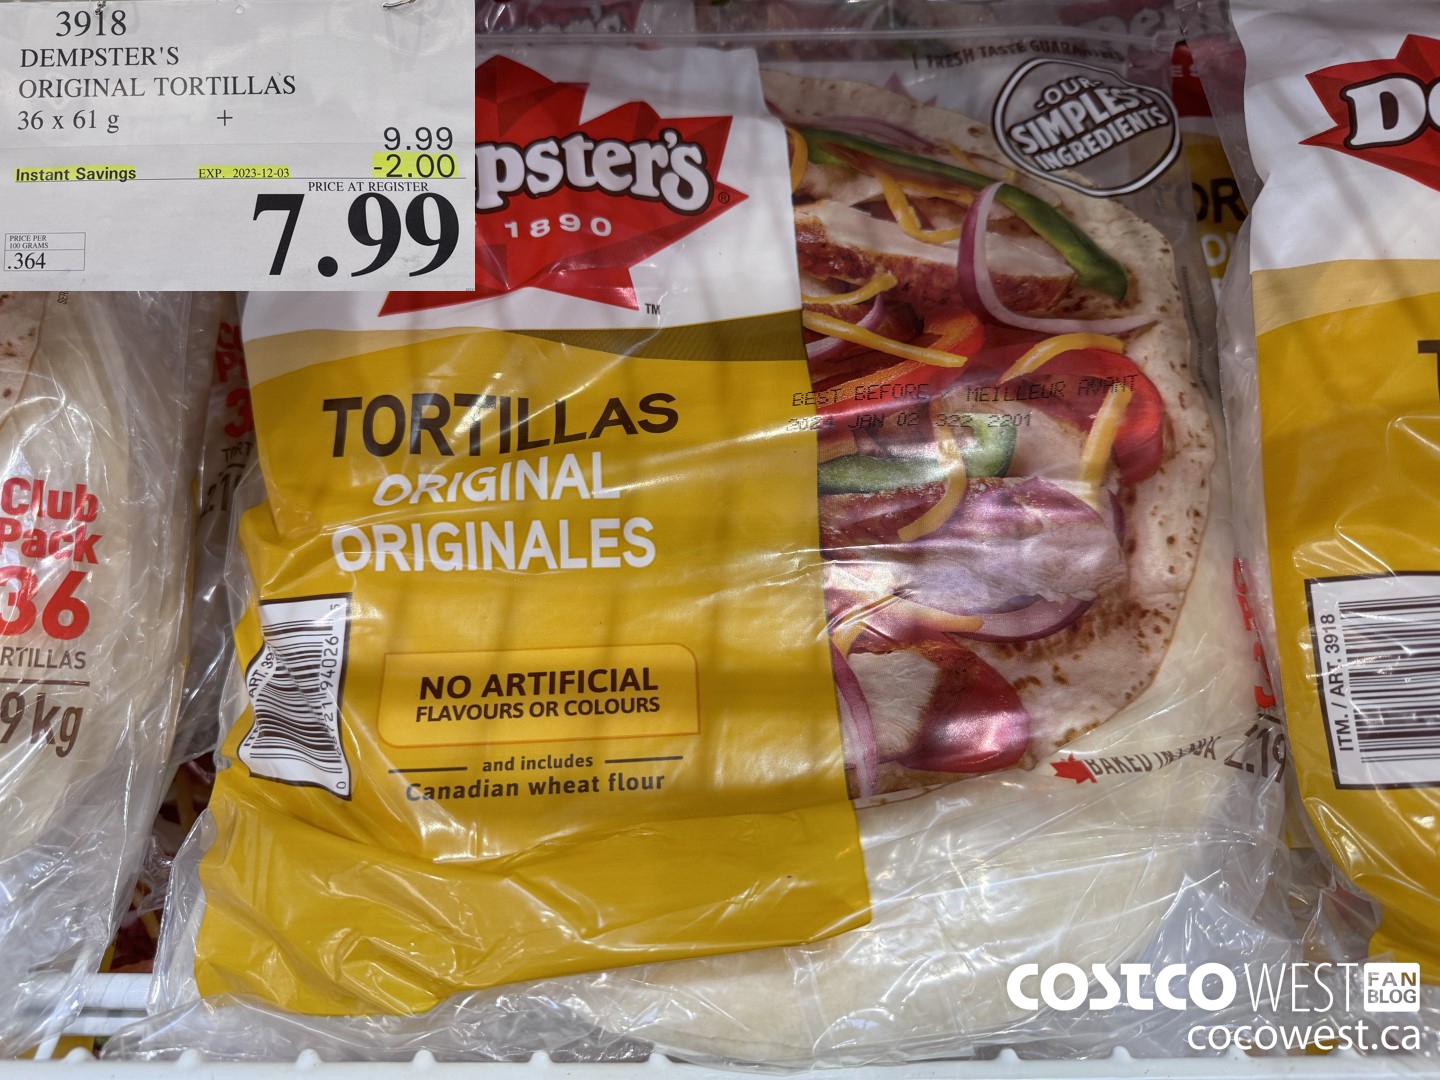 3918
DEMPSTER'S
ORIGINAL TORTILLAS
36 x 61 g +
9.99
Instant Savings EXP. 2023-12-03 -2.00
PRICE AT REGISTER
7.99
PRICE PER
100 GRAMS
.364
FRESH TASTE GUARANTEED
-OUR-
SIMPLEST
INGREDIENTS
pster's®
1890
TM
TORTILLAS
ORIGINAL
ORIGINALES
BEST BEFORE / MEILLEUR AVANT
2024 JAN 02 322 2201
NO ARTIFICIAL
FLAVOURS OR COLOURS
and includes
Canadian wheat flour
BAKED IN
Club
Pack
36
RTILLAS
9 kg
ITM. / ART. 3918
COSTCO WEST FAN BLOG
cocowest.ca